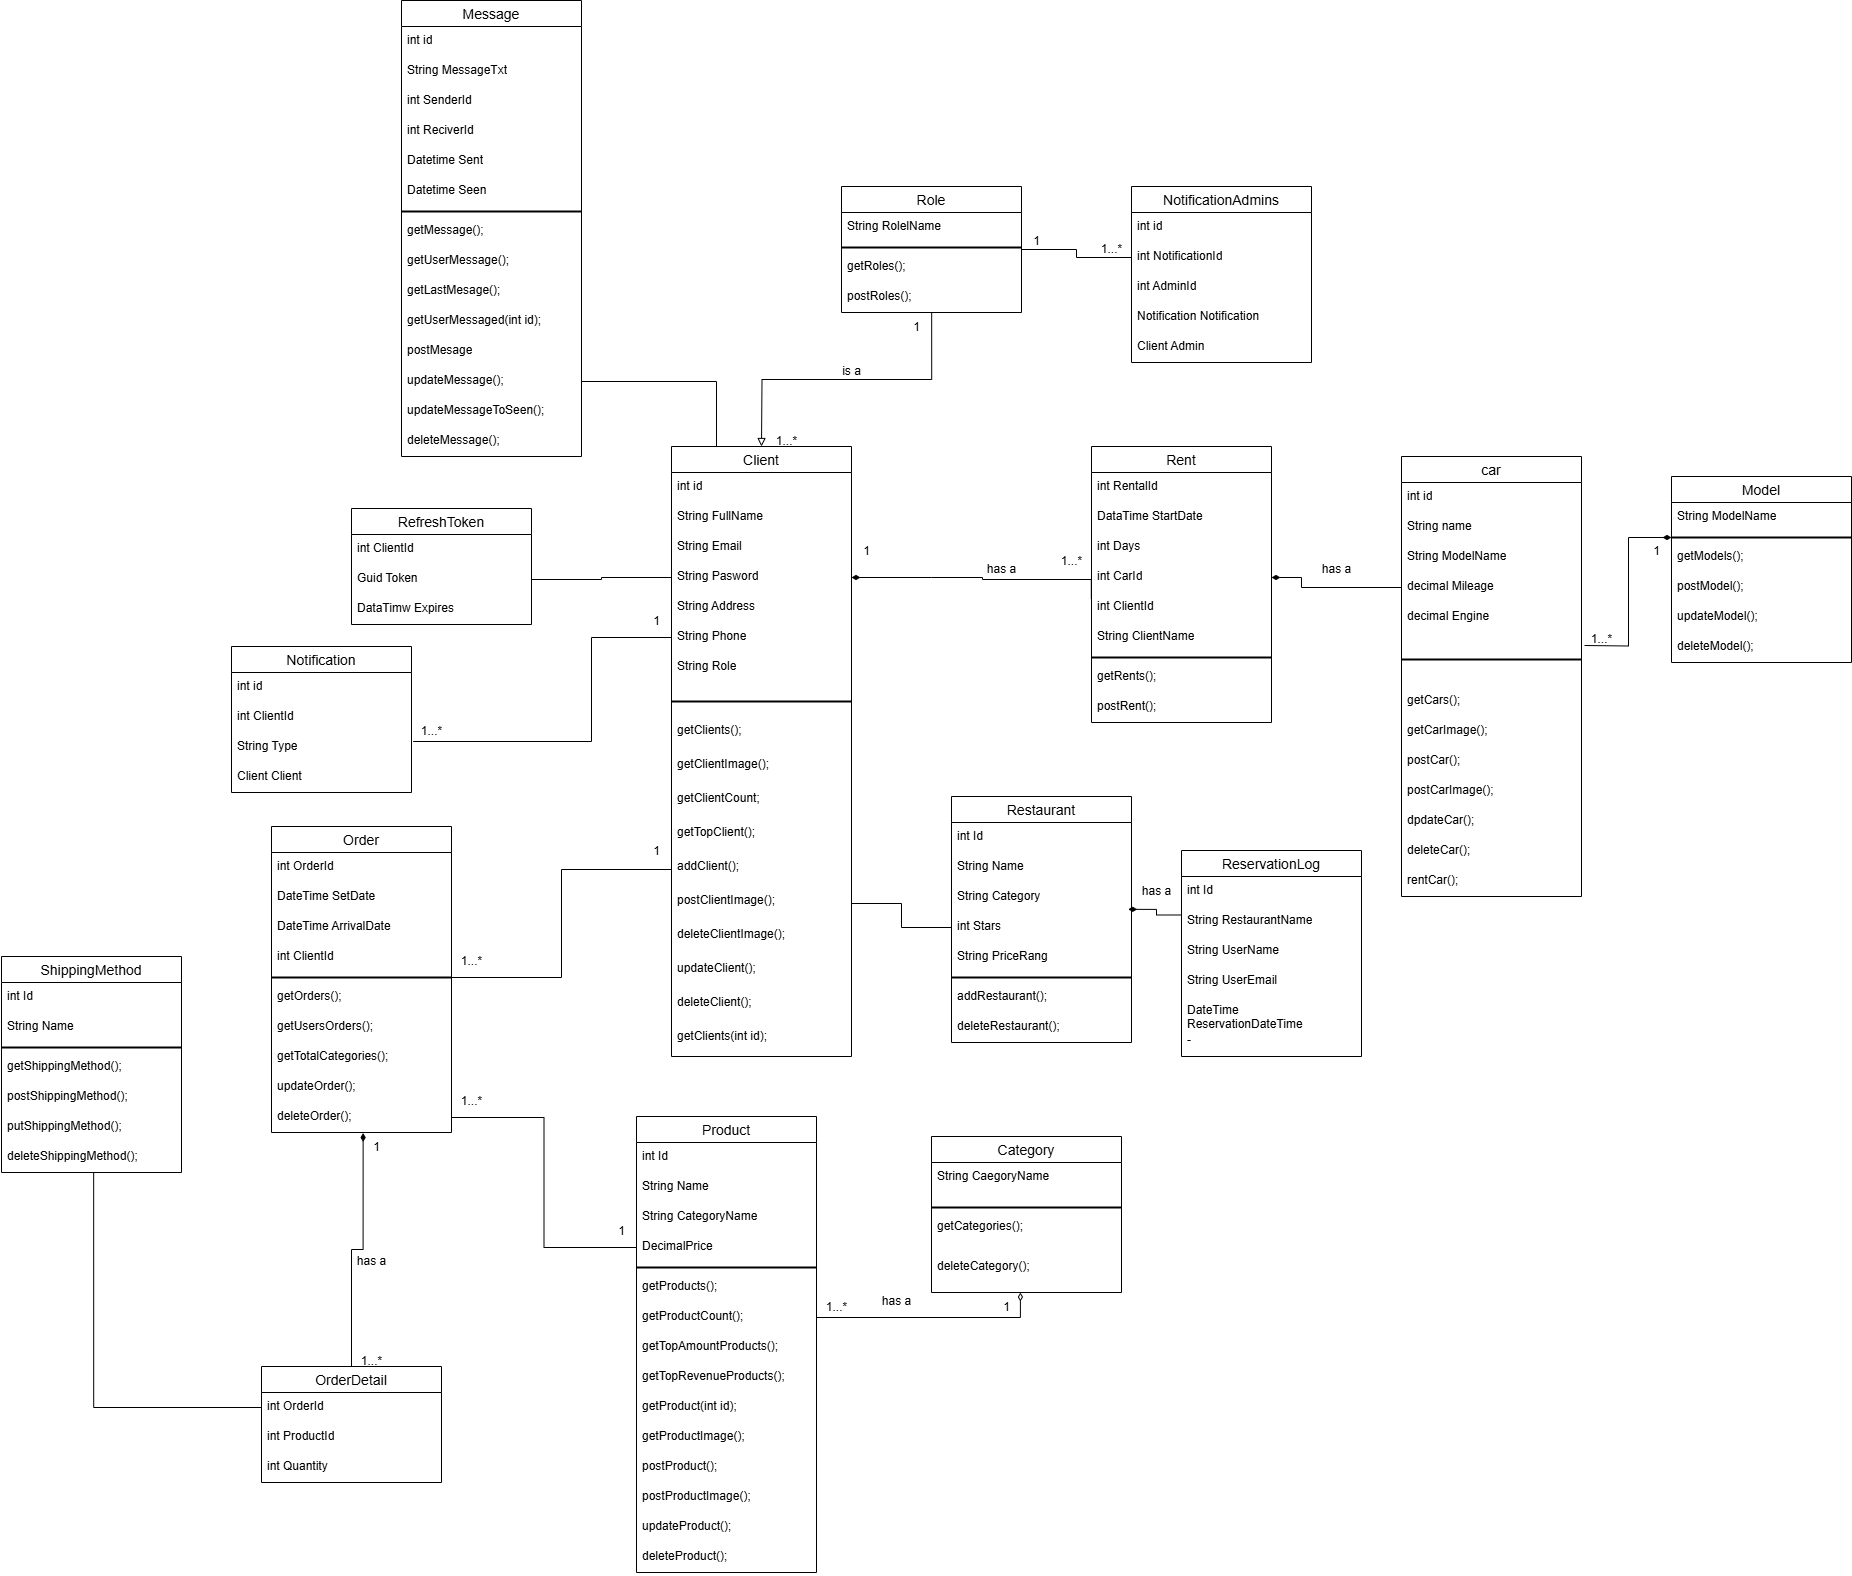 Message
int id
String MessageTxt
int SenderId
int ReciverId
Datetime Sent
Datetime Seen
getMessage();
getUserMessage();
getLastMesage();
getUserMessaged(int id);
postMesage
updateMessage();
updateMessageToSeen();
deleteMessage();
Role
String RolelName
getRoles();
postRoles();
1
1...*
NotificationAdmins
int id
int NotificationId
int AdminId
Notification Notification
Client Admin
1
is a
1...*
Client
int id
String FullName
String Email
String Pasword
String Address
String Phone
String Role
getClients();
getClientImage();
getClientCount;
getTopClient();
addClient();
postClientImage();
deleteClientImage();
updateClient();
deleteClient();
getClients(int id);
1
has a
1...*
Rent
int RentalId
DataTime StartDate
int Days
int CarId
int ClientId
String ClientName
getRents();
postRent();
has a
car
int id
String name
String ModelName
decimal Mileage
decimal Engine
getCars();
getCarImage();
postCar();
postCarImage();
dpdateCar();
deleteCar();
rentCar();
1...*
1
Model
String ModelName
getModels();
postModel();
updateModel();
deleteModel();
RefreshToken
int ClientId
Guid Token
DataTimw Expires
1
Notification
int id
int ClientId
String Type
Client Client
1...*
Order
int OrderId
DateTime SetDate
DateTime ArrivalDate
int ClientId
getOrders();
getUsersOrders();
getTotalCategories();
updateOrder();
deleteOrder();
1
1...*
Restaurant
int Id
String Name
String Category
int Stars
String PriceRang
addRestaurant();
deleteRestaurant();
has a
ReservationLog
int Id
String RestaurantName
String UserName
String UserEmail
DateTime
ReservationDateTime
-
ShippingMethod
int Id
String Name
getShippingMethod();
postShippingMethod();
putShippingMethod();
deleteShippingMethod();
1...*
1
1
has a
1...*
Product
int Id
String Name
String CategoryName
DecimalPrice
getProducts();
getProductCount();
getTopAmountProducts();
getTopRevenueProducts();
getProduct(int id);
getProductImage();
postProduct();
postProductImage();
updateProduct();
deleteProduct();
1...*
has a
1
Category
String CaegoryName
getCategories();
deleteCategory();
OrderDetail
int OrderId
int ProductId
int Quantity